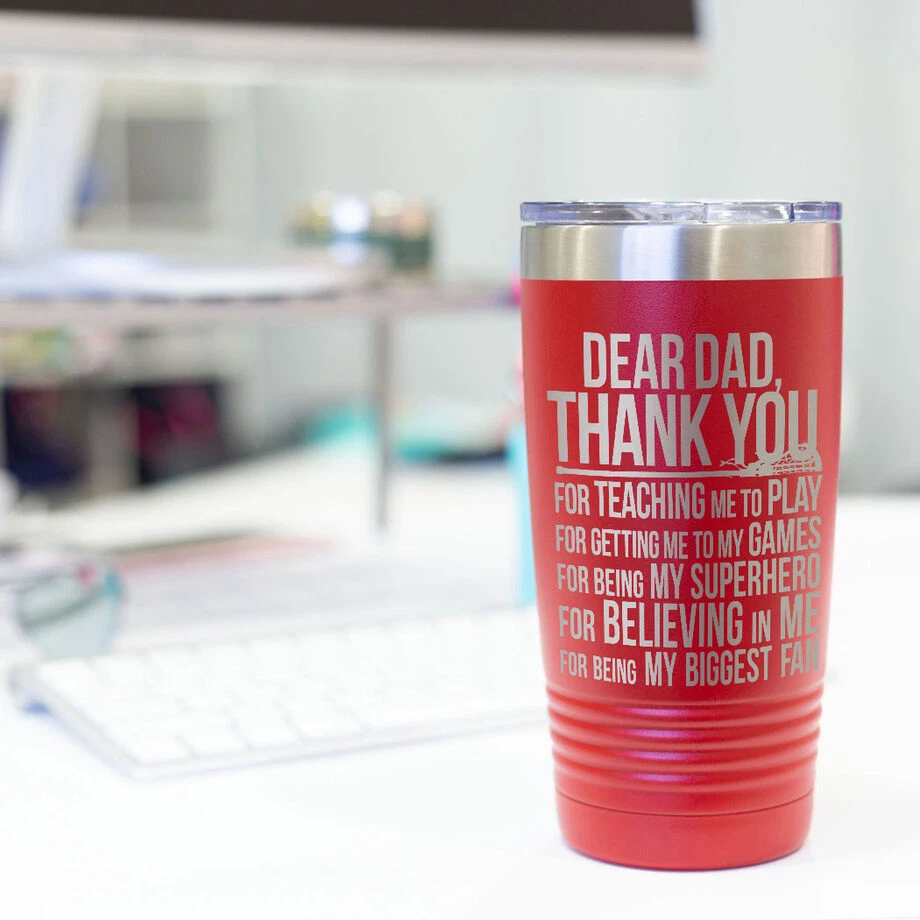 DEAR DAD,
THANK YOU
FOR TEACHING ME TO PLAY
FOR GETTING ME TO MY GAMES
FOR BEING MY SUPERHERO
FOR BELIEVING IN ME
FOR BEING MY BIGGEST FAN